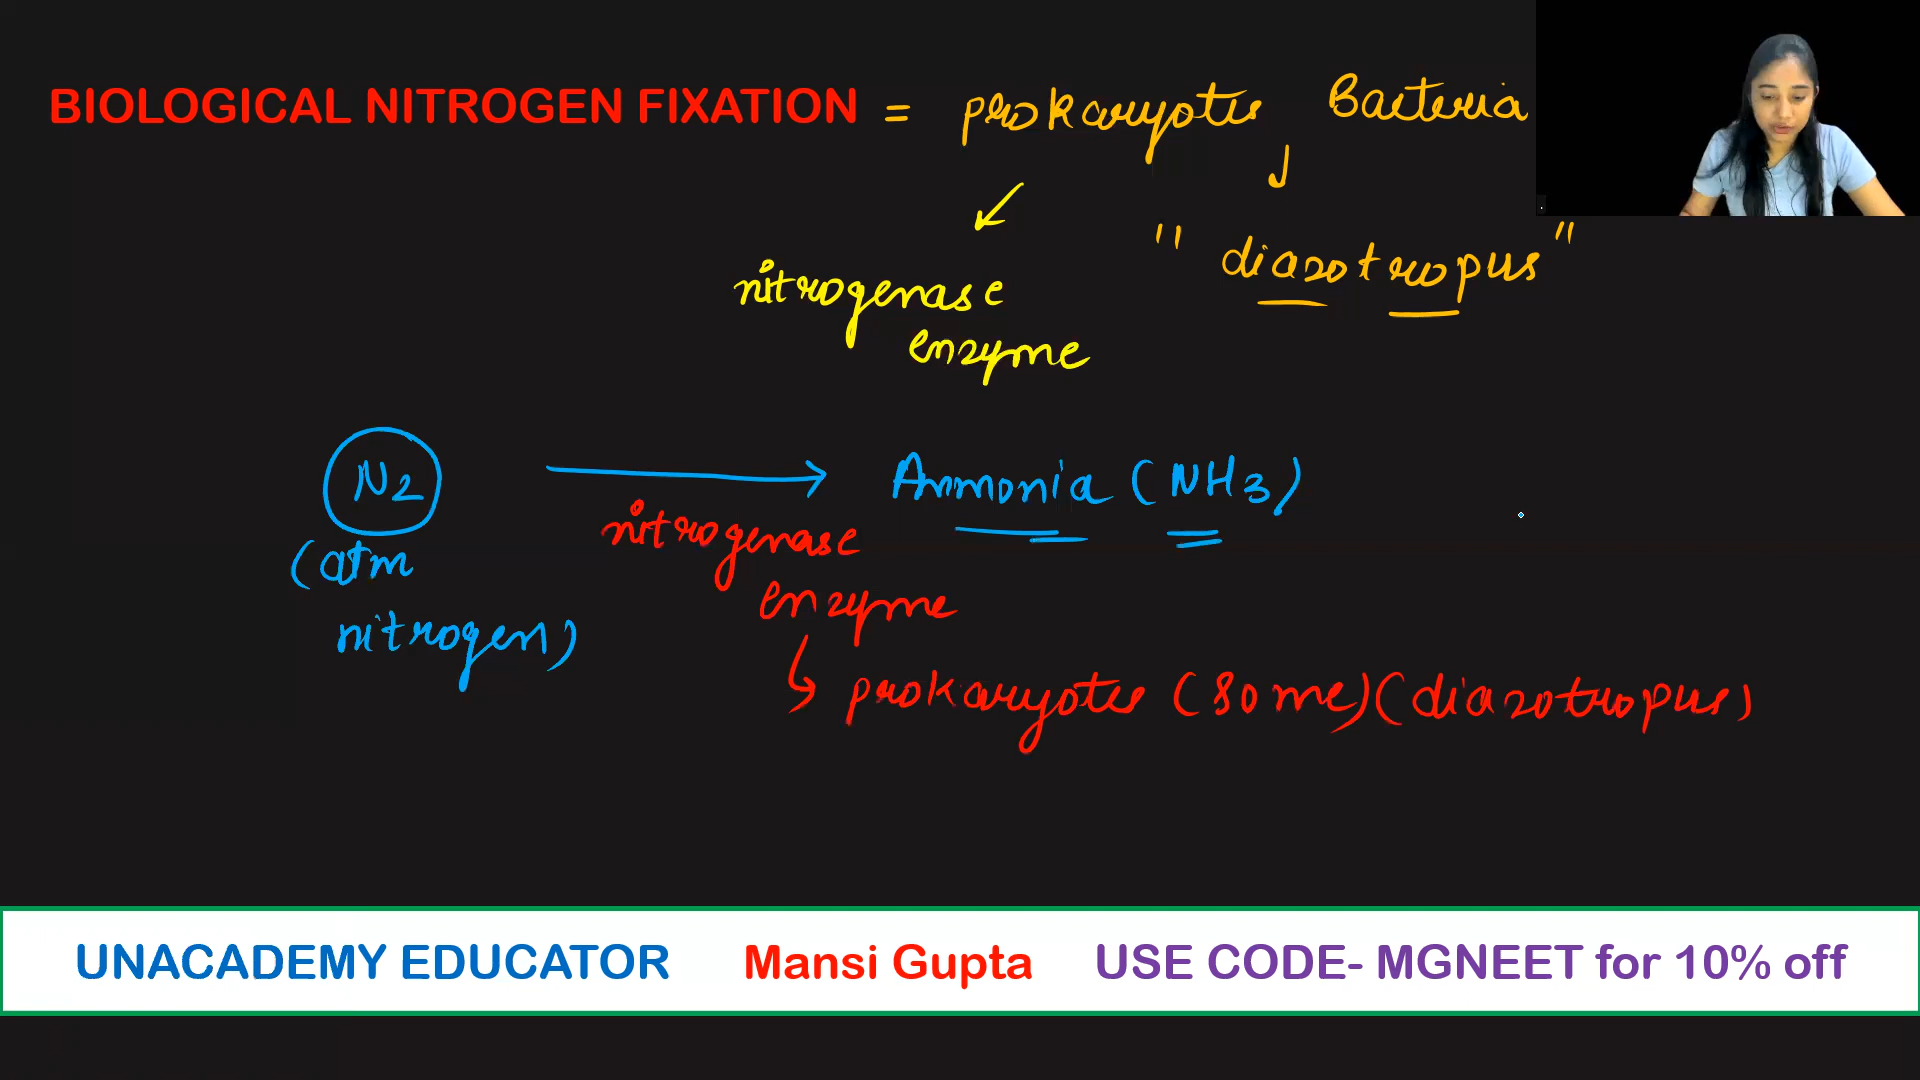 BIOLOGICAL NITROGEN FIXATION = prokaryotes Bacteria
" diazotropus "
nitrogenase
enzyme
N2 Ammonia (NH3)
(atm
nitrogen)
nitrogenase
enzyme
prokaryotes (some) (diazotropus)
UNACADEMY EDUCATOR Mansi Gupta USE CODE- MGNEET for 10% off